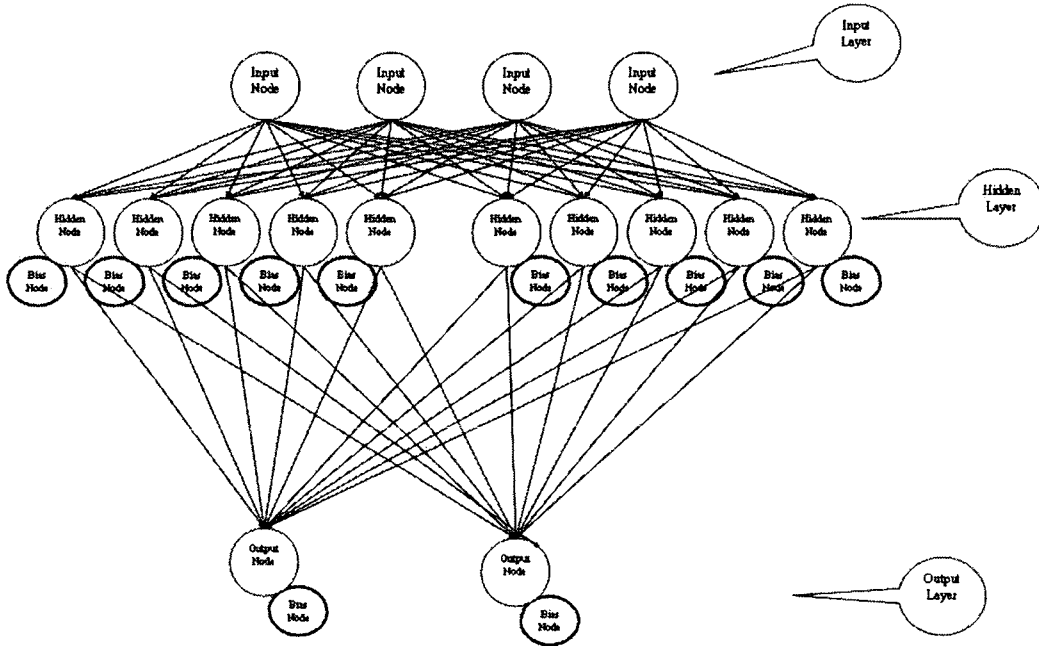 Input
Layer
Input
Node
Input
Node
Input
Node
Input
Node
Hidden
Layer
Hidden
Node
Hidden
Node
Hidden
Node
Hidden
Node
Hidden
Node
Hidden
Node
Hidden
Node
Hidden
Node
Hidden
Node
Hidden
Node
Bias
Node
Bias
Node
Bias
Node
Bias
Node
Bias
Node
Bias
Node
Bias
Node
Bias
Node
Bias
Node
Bias
Node
Output
Node
Output
Node
Output
Layer
Bias
Node
Bias
Node